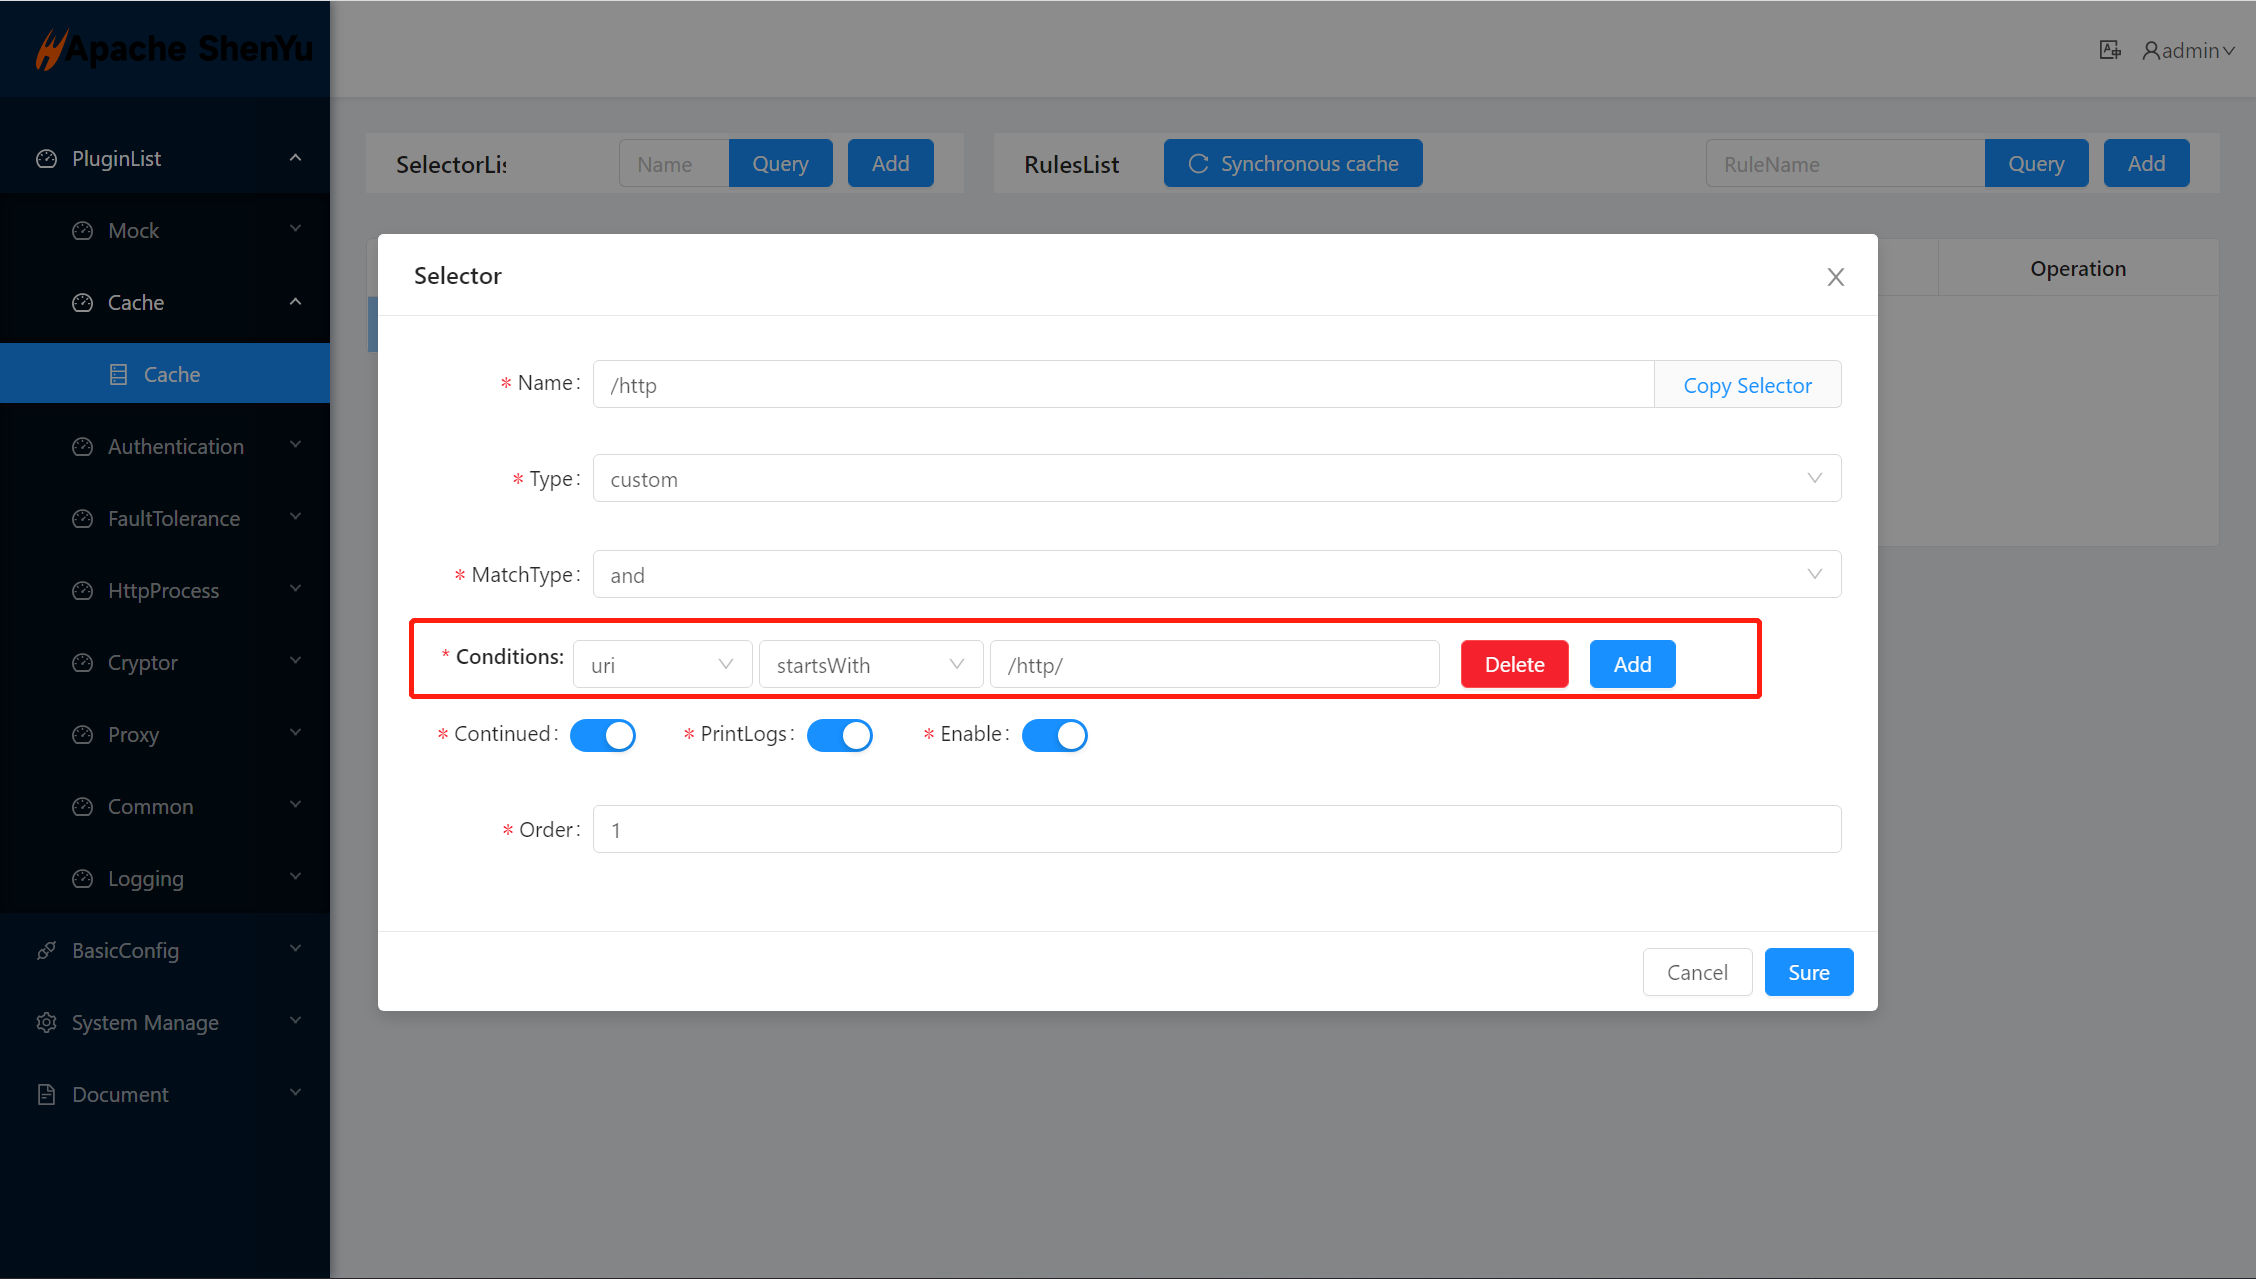 Apache ShenYu
admin
PluginList
Mock
Cache
Cache
Authentication
FaultTolerance
HttpProcess
Cryptor
Proxy
Common
Logging
BasicConfig
System Manage
Document
SelectorLis
Name
Query
Add
RulesList
Synchronous cache
RuleName
Query
Add
Operation
Selector
* Name: /http Copy Selector
* Type: custom
* MatchType: and
* Conditions: uri startsWith /http/ Delete Add
* Continued: * PrintLogs: * Enable:
* Order: 1
Cancel Sure